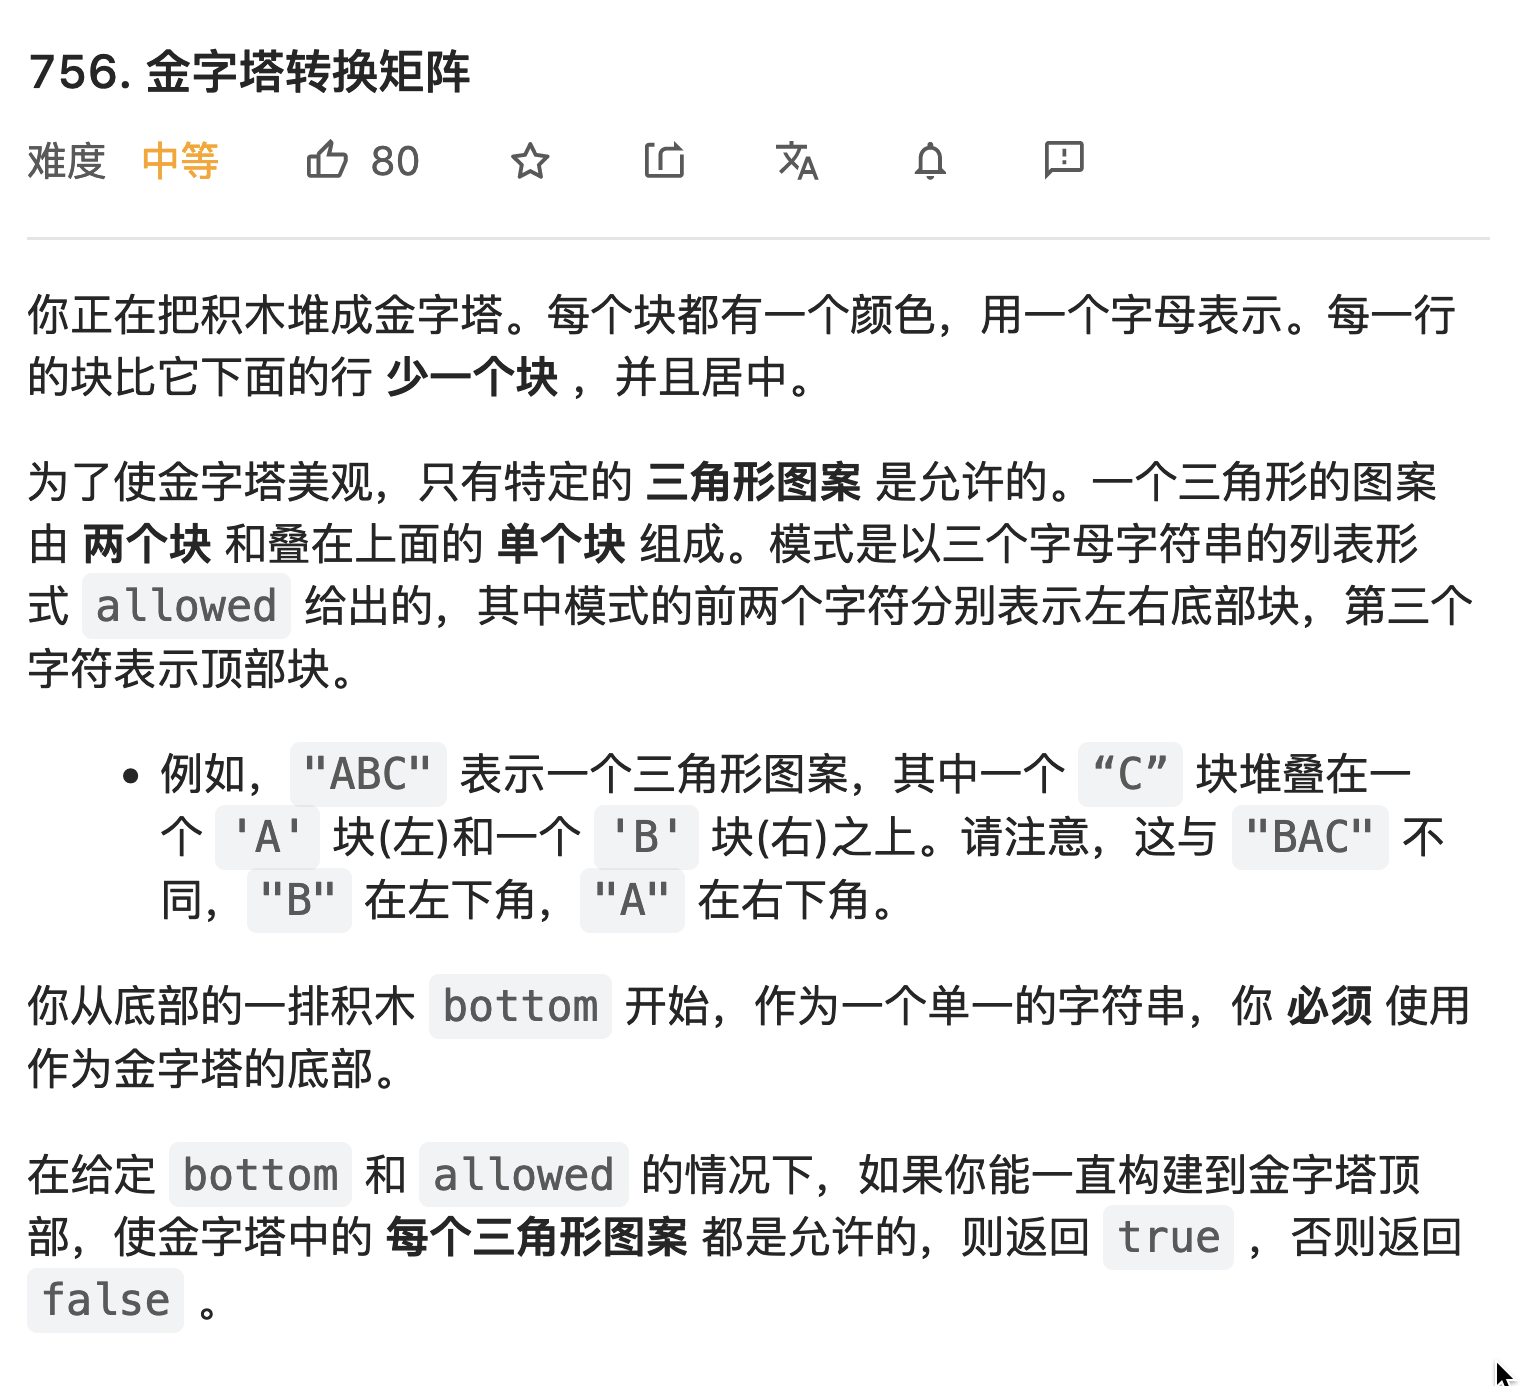 756. 金字塔转换矩阵
难度 中等 80
你正在把积木堆成金字塔。每个块都有一个颜色，用一个字母表示。每一行
的块比它下面的行 少一个块 ，并且居中。
为了使金字塔美观，只有特定的 三角形图案 是允许的。一个三角形的图案
由 两个块 和叠在上面的 单个块 组成。模式是以三个字母字符串的列表形
式 allowed 给出的，其中模式的前两个字符分别表示左右底部块，第三个
字符表示顶部块。
• 例如， "ABC" 表示一个三角形图案，其中一个 “C” 块堆叠在一
个 'A' 块(左)和一个 'B' 块(右)之上。请注意，这与 "BAC" 不
同， "B" 在左下角， "A" 在右下角。
你从底部的一排积木 bottom 开始，作为一个单一的字符串，你 必须 使用
作为金字塔的底部。
在给定 bottom 和 allowed 的情况下，如果你能一直构建到金字塔顶
部，使金字塔中的 每个三角形图案 都是允许的，则返回 true ，否则返回
false 。